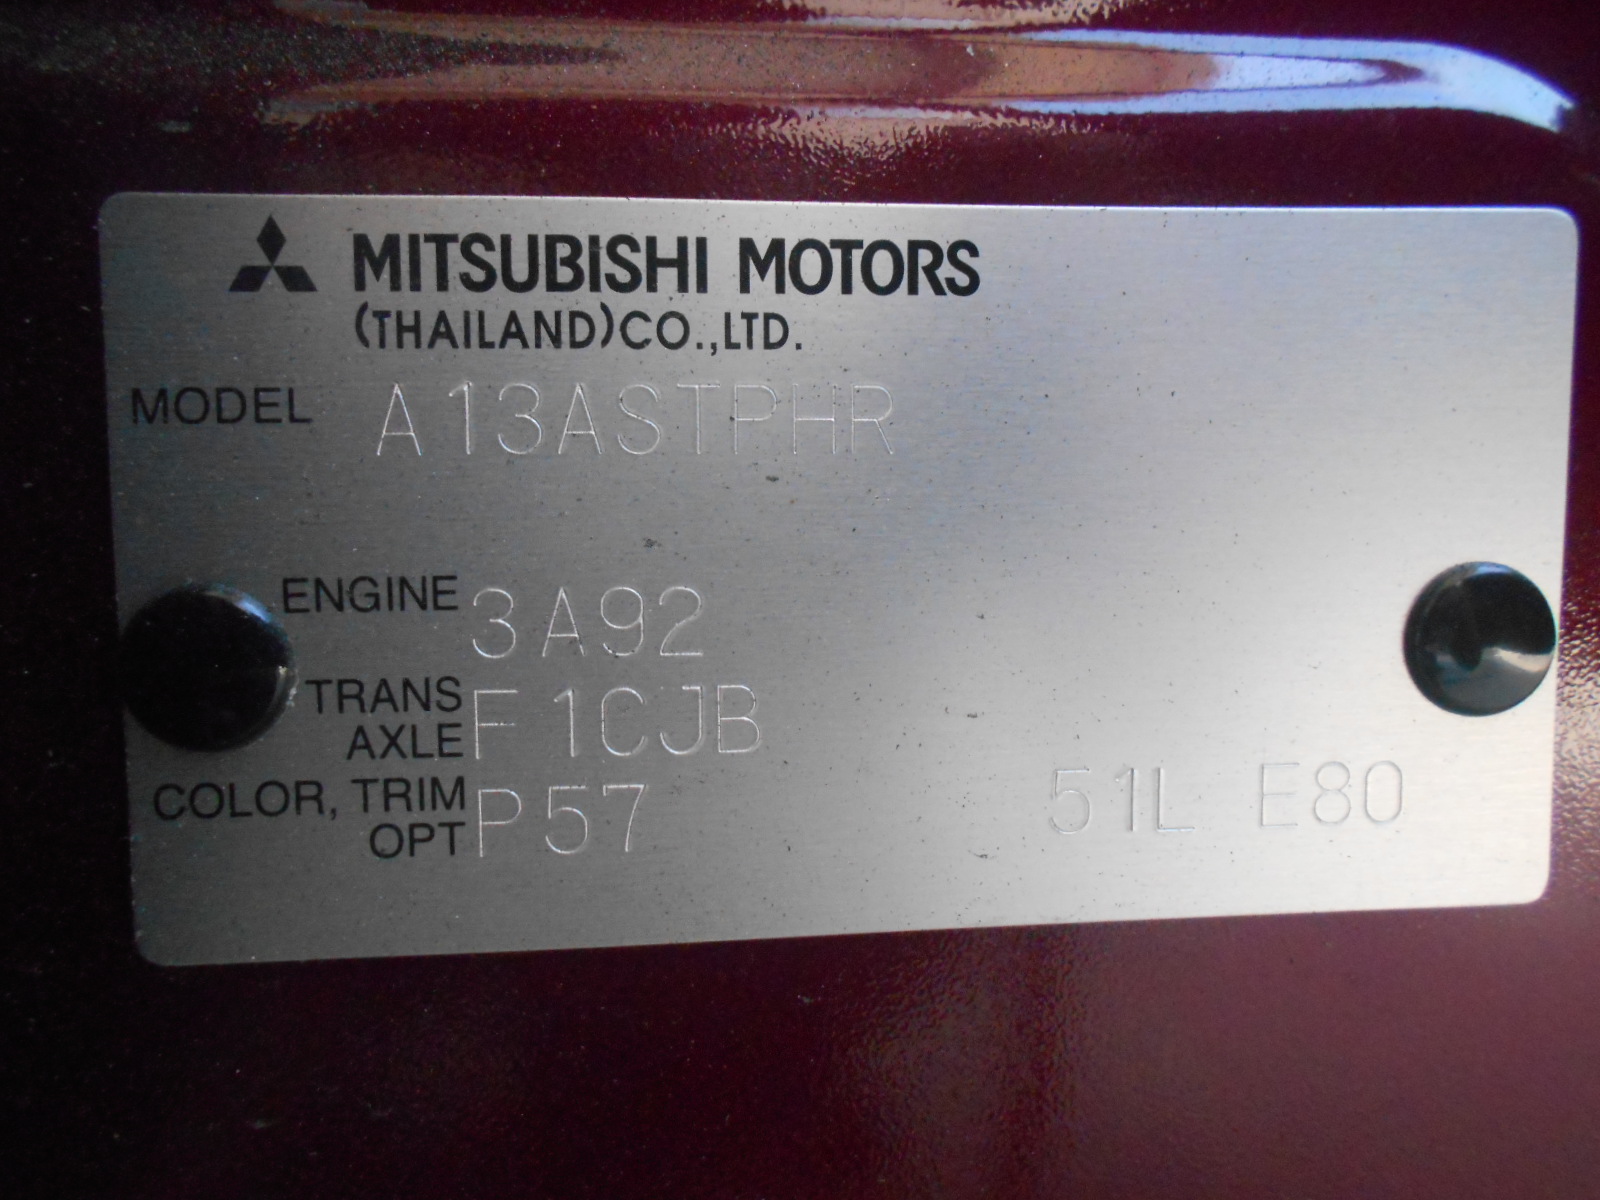 MITSUBISHI MOTORS
(THAILAND)CO.,LTD.
MODEL A13ASTPHR
ENGINE 3A92
TRANS AXLE F1CJB
COLOR, TRIM OPT P57 51L E80